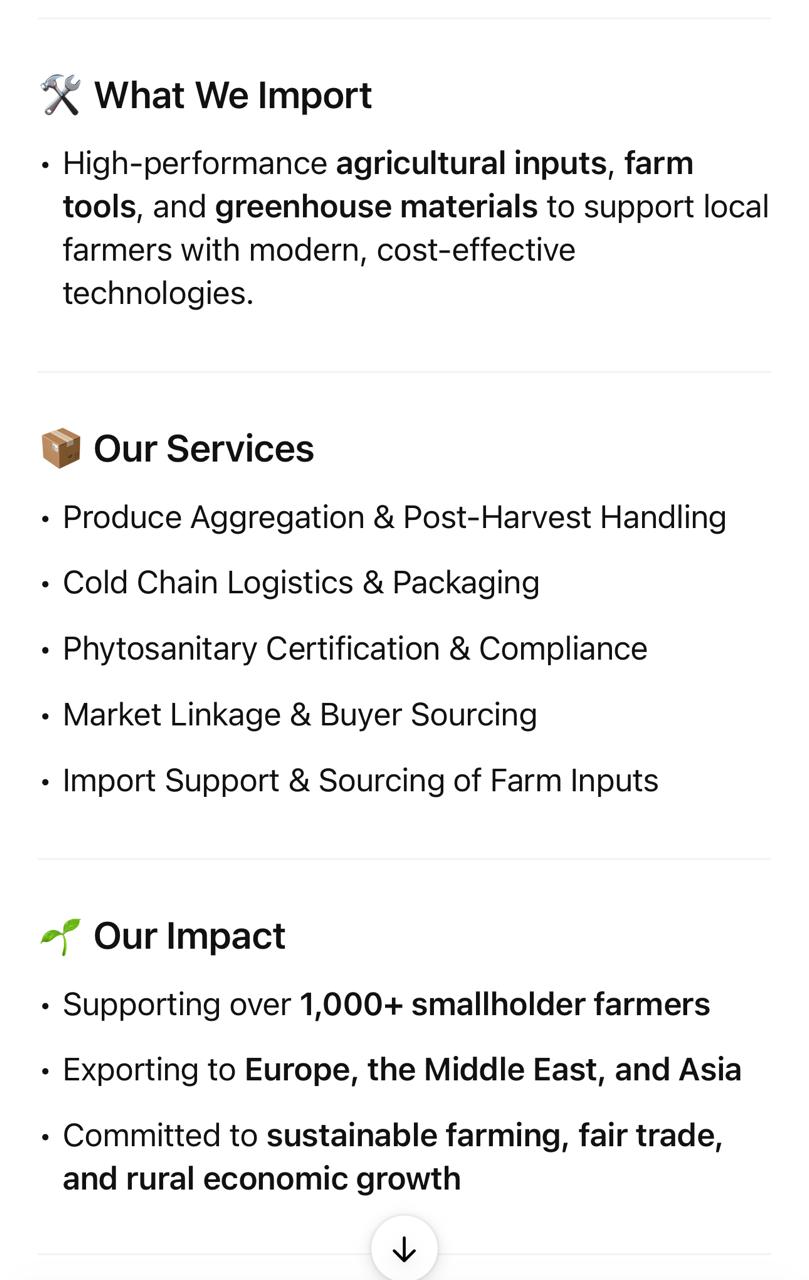 🛠️ What We Import
• High-performance agricultural inputs, farm
tools, and greenhouse materials to support local
farmers with modern, cost-effective
technologies.
📦 Our Services
• Produce Aggregation & Post-Harvest Handling
• Cold Chain Logistics & Packaging
• Phytosanitary Certification & Compliance
• Market Linkage & Buyer Sourcing
• Import Support & Sourcing of Farm Inputs
🌱 Our Impact
• Supporting over 1,000+ smallholder farmers
• Exporting to Europe, the Middle East, and Asia
• Committed to sustainable farming, fair trade,
and rural economic growth